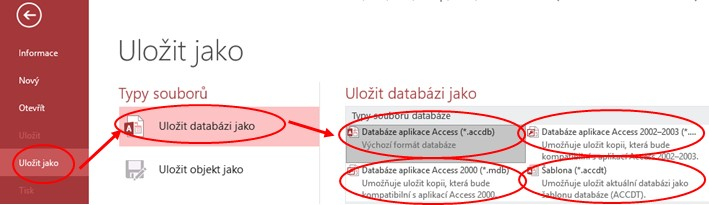 Informace
Nový
Otevřít
Uložit
Uložit jako
Tisk
Uložit jako
Typy souborů
Uložit databázi jako
Uložit objekt jako
Uložit databázi jako
Typy souborů databáze
Databáze aplikace Access (*.accdb)
Výchozí formát databáze
Databáze aplikace Access 2002–2003 (*....
Umožňuje uložit kopii, která bude
kompatibilní s aplikací Access 2002–2003.
Databáze aplikace Access 2000 (*.mdb)
Umožňuje uložit kopii, která bude
kompatibilní s aplikací Access 2000.
Šablona (*.accdt)
Umožňuje uložit aktuální databázi jako
šablonu databáze (ACCDT).